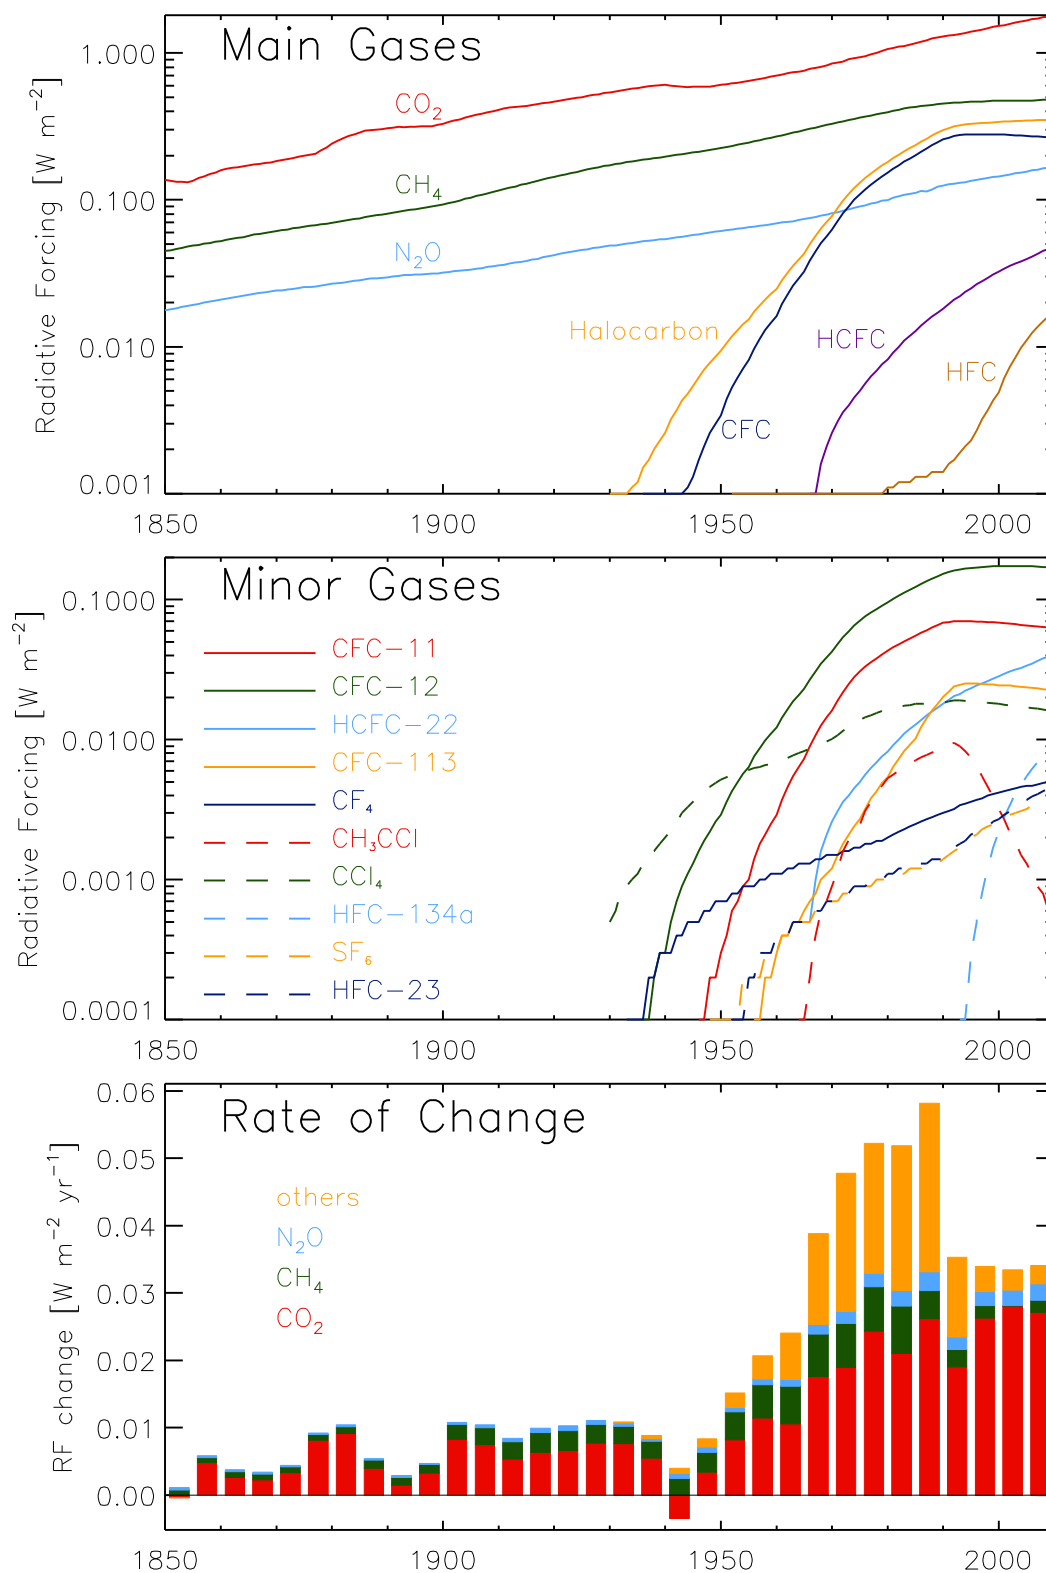 Main Gases
Radiative Forcing [W m⁻²]
1.000
0.100
0.010
0.001
CO₂
CH₄
N₂O
Halocarbon
CFC
HCFC
HFC
1850 1900 1950 2000
Minor Gases
Radiative Forcing [W m⁻²]
0.1000
0.0100
0.0010
0.0001
CFC-11
CFC-12
HCFC-22
CFC-113
CF₄
CH₃CCl
CCl₄
HFC-134a
SF₆
HFC-23
1850 1900 1950 2000
Rate of Change
RF change [W m⁻² yr⁻¹]
0.06
0.05
0.04
0.03
0.02
0.01
0.00
others
N₂O
CH₄
CO₂
1850 1900 1950 2000